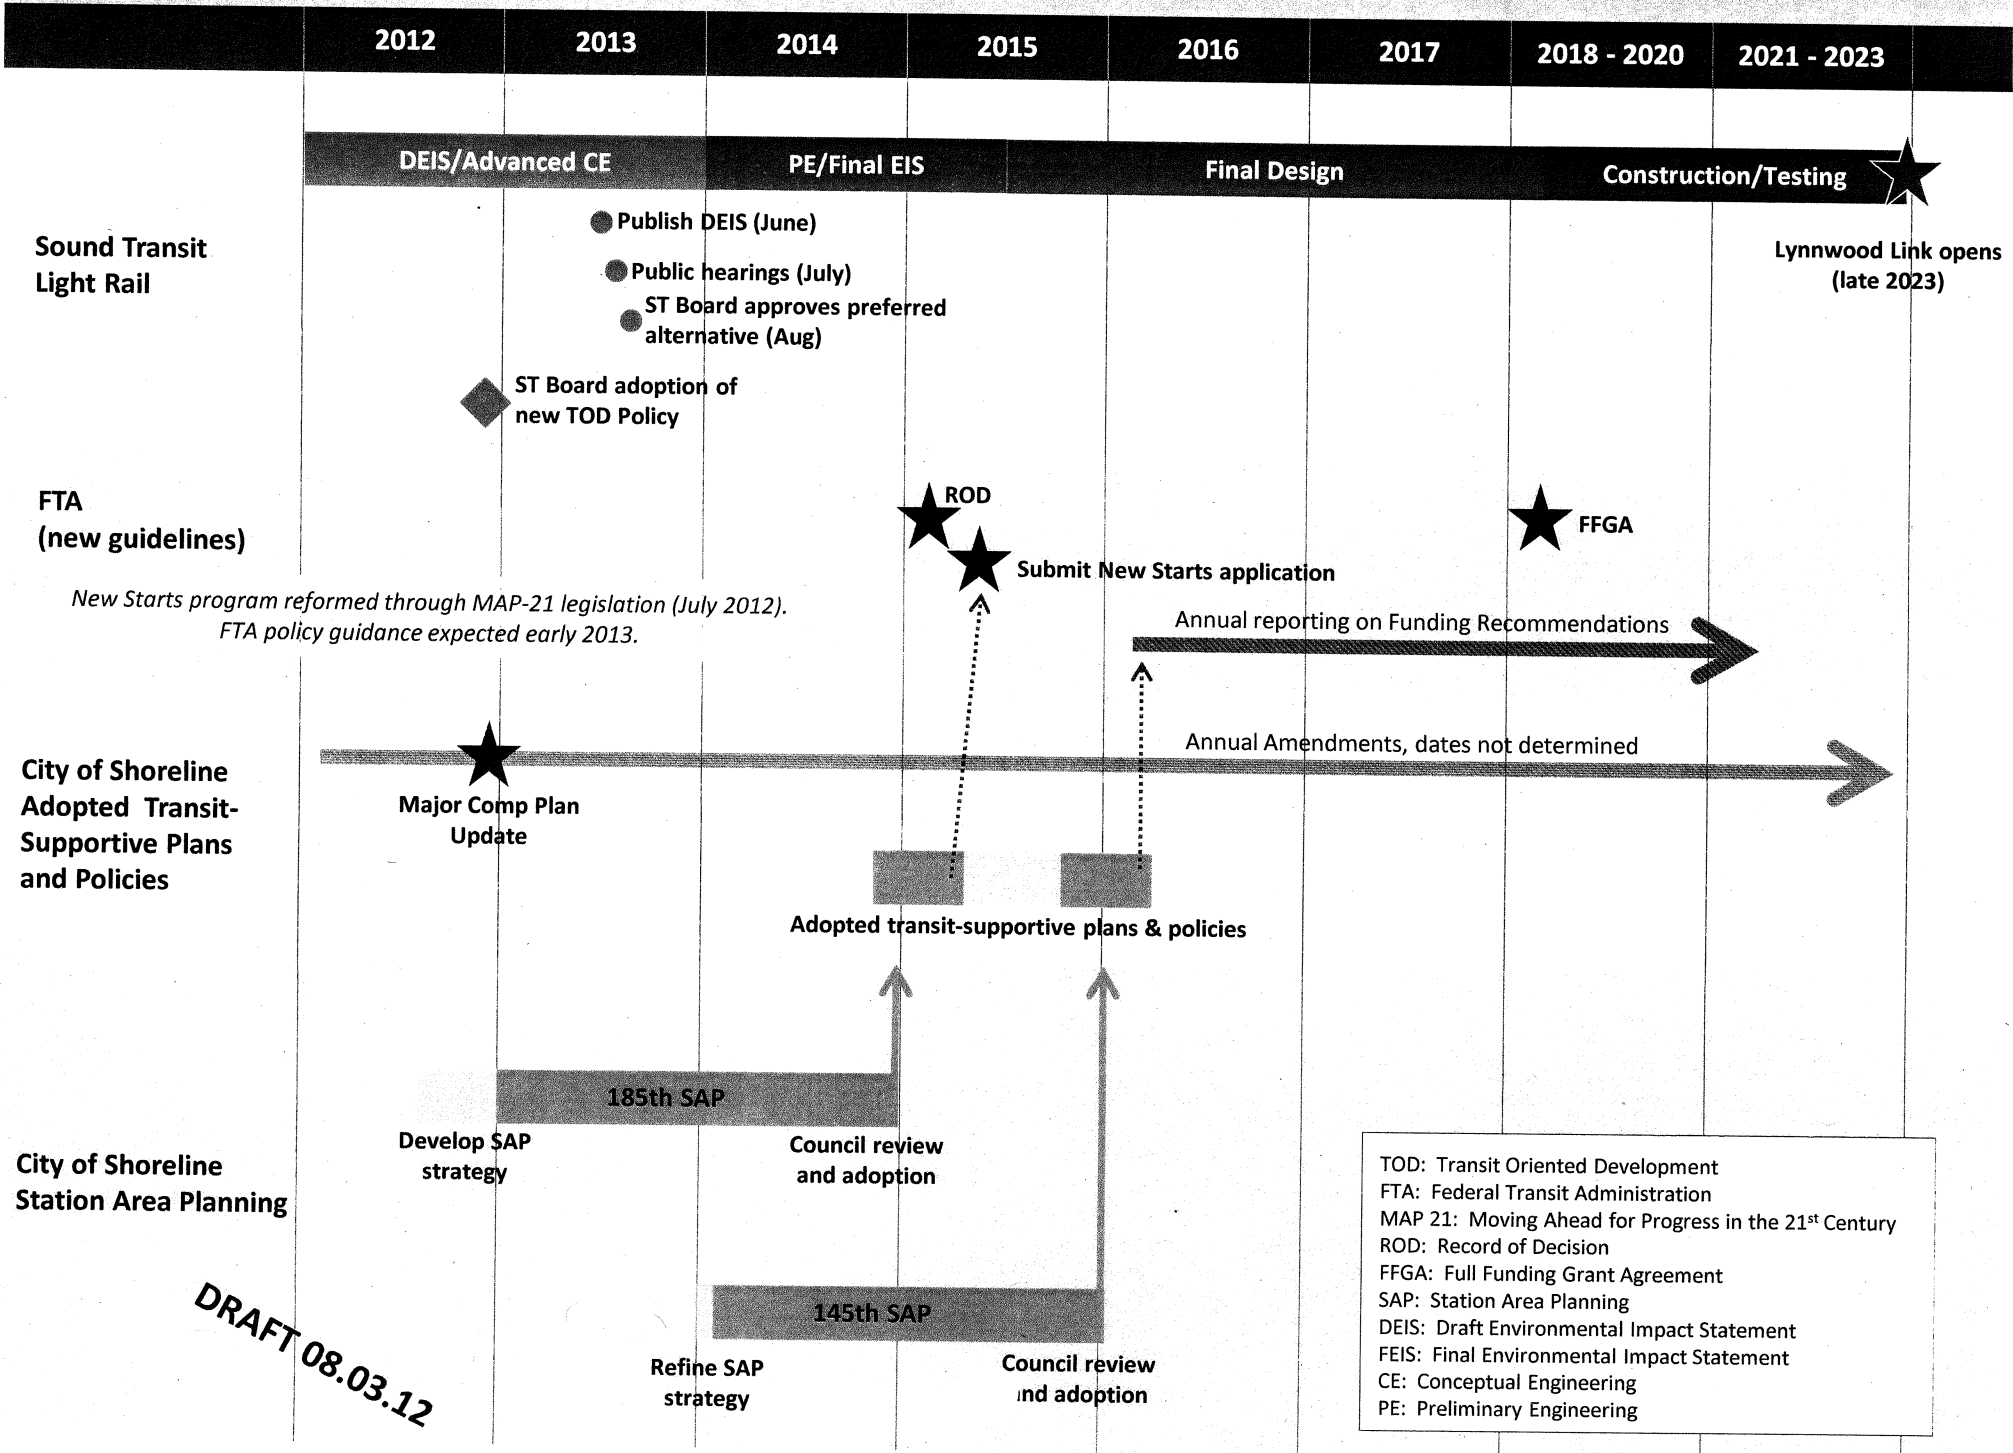 2012 2013 2014 2015 2016 2017 2018 - 2020 2021 - 2023
DEIS/Advanced CE PE/Final EIS Final Design Construction/Testing
Sound Transit
Light Rail
Publish DEIS (June)
Public hearings (July)
ST Board approves preferred
alternative (Aug)
ST Board adoption of
new TOD Policy
Lynnwood Link opens
(late 2023)
FTA
(new guidelines)
ROD
Submit New Starts application
FFGA
New Starts program reformed through MAP-21 legislation (July 2012).
FTA policy guidance expected early 2013.
Annual reporting on Funding Recommendations
City of Shoreline
Adopted Transit-
Supportive Plans
and Policies
Major Comp Plan
Update
Annual Amendments, dates not determined
Adopted transit-supportive plans & policies
City of Shoreline
Station Area Planning
185th SAP
Develop SAP
strategy
Council review
and adoption
145th SAP
Refine SAP
strategy
Council review
nd adoption
DRAFT 08.03.12
TOD: Transit Oriented Development
FTA: Federal Transit Administration
MAP 21: Moving Ahead for Progress in the 21st Century
ROD: Record of Decision
FFGA: Full Funding Grant Agreement
SAP: Station Area Planning
DEIS: Draft Environmental Impact Statement
FEIS: Final Environmental Impact Statement
CE: Conceptual Engineering
PE: Preliminary Engineering